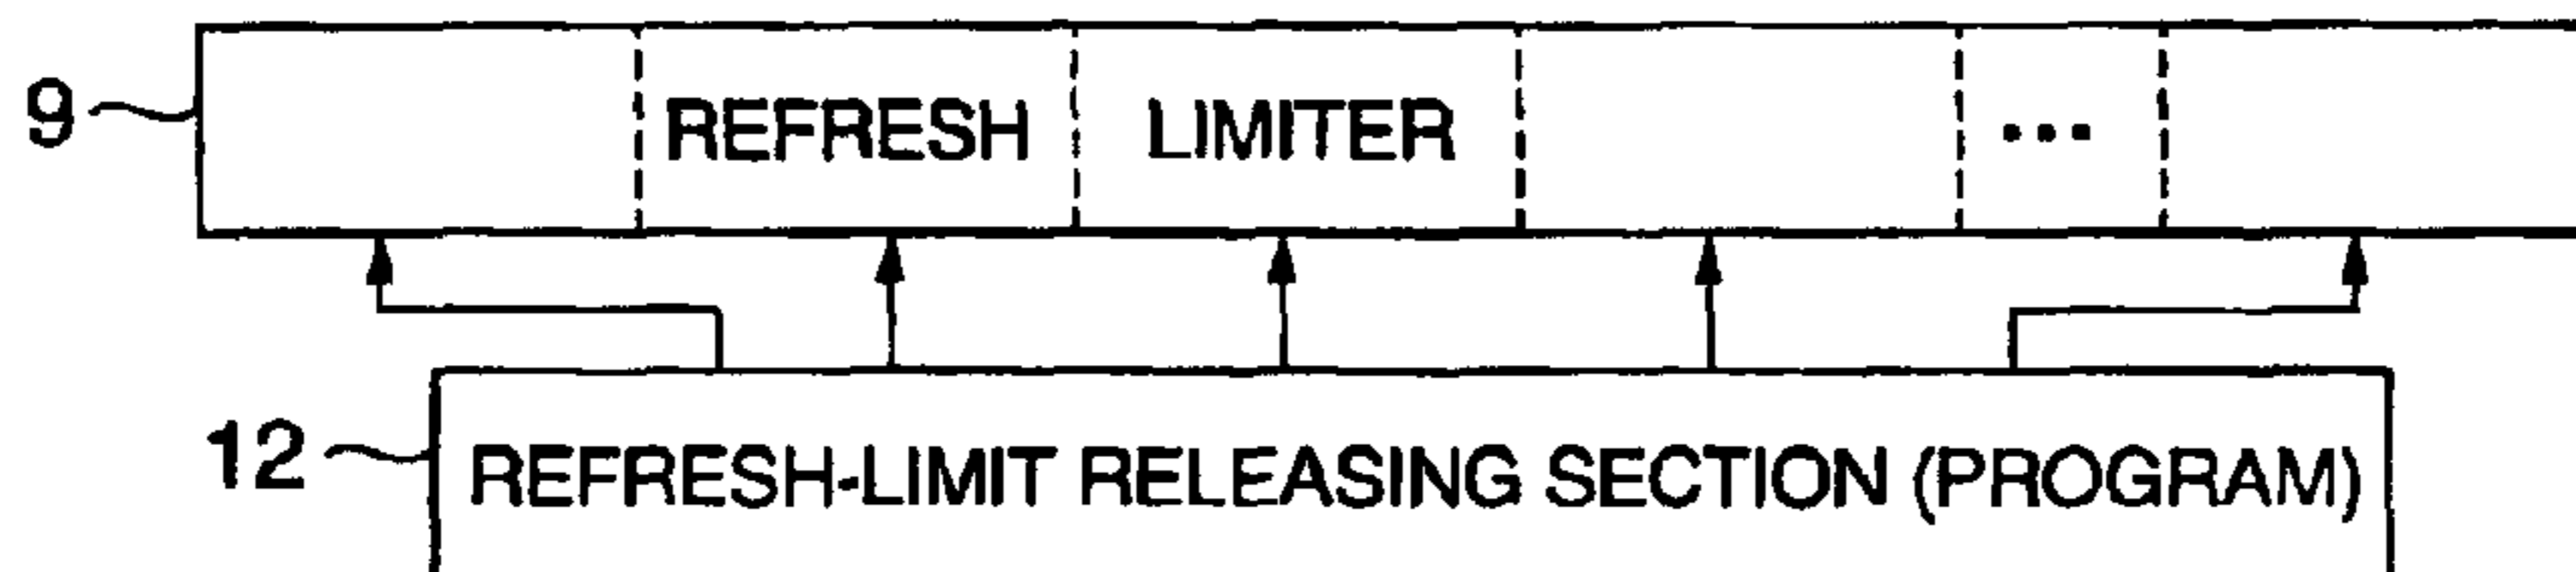 9 REFRESH LIMITER ...
12 REFRESH-LIMIT RELEASING SECTION (PROGRAM)